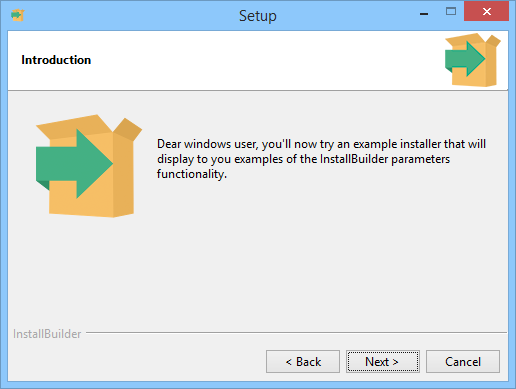 Setup
Introduction
Dear windows user, you'll now try an example installer that will
display to you examples of the InstallBuilder parameters
functionality.
InstallBuilder
< Back
Next >
Cancel